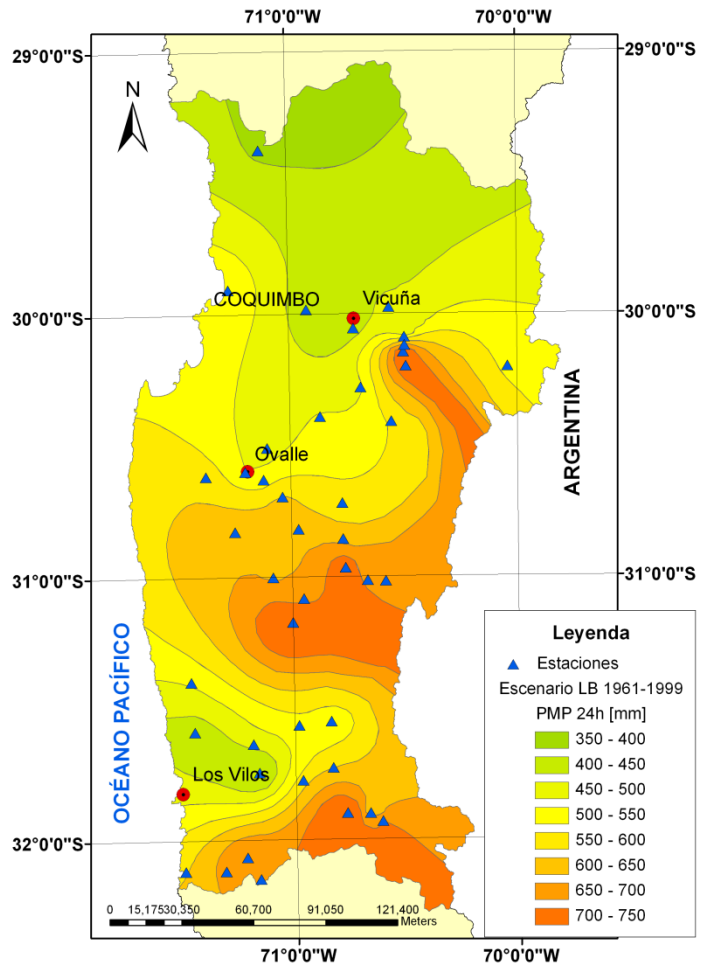 71°0'0"W 70°0'0"W
29°0'0"S 29°0'0"S
N
COQUIMBO Vicuña
30°0'0"S 30°0'0"S
Ovalle
ARGENTINA
31°0'0"S 31°0'0"S
OCÉANO PACÍFICO
Los Vilos
32°0'0"S 32°0'0"S
Leyenda
Estaciones
Escenario LB 1961-1999
PMP 24h [mm]
350 - 400
400 - 450
450 - 500
500 - 550
550 - 600
600 - 650
650 - 700
700 - 750
0 15,17530,350 60,700 91,050 121,400
Meters
71°0'0"W 70°0'0"W